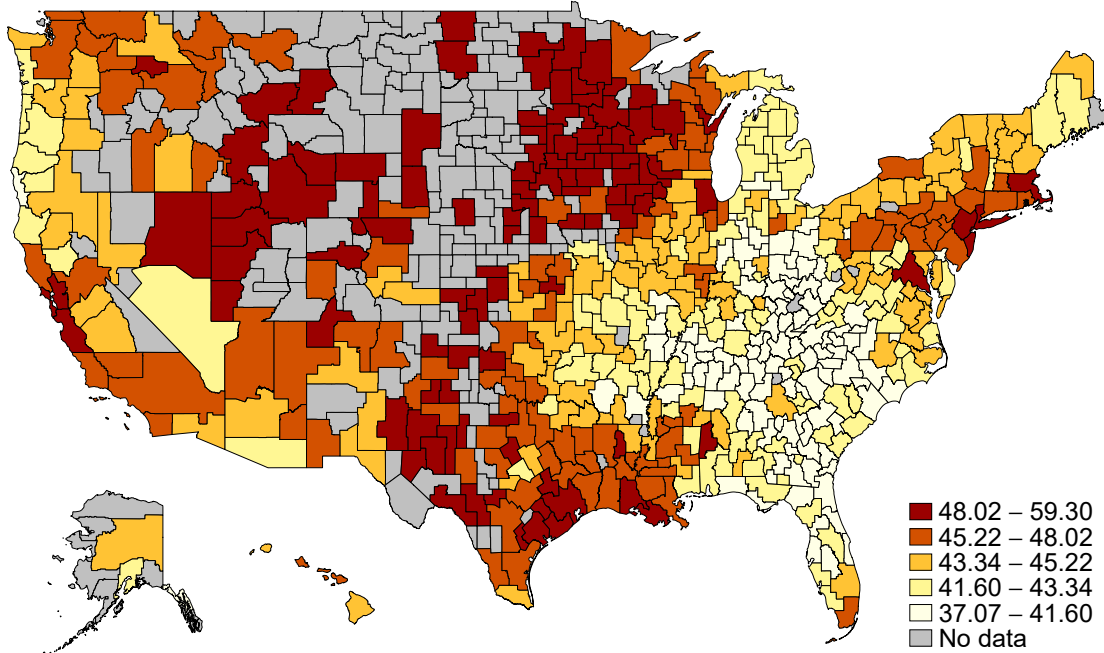 48.02 – 59.30
45.22 – 48.02
43.34 – 45.22
41.60 – 43.34
37.07 – 41.60
No data